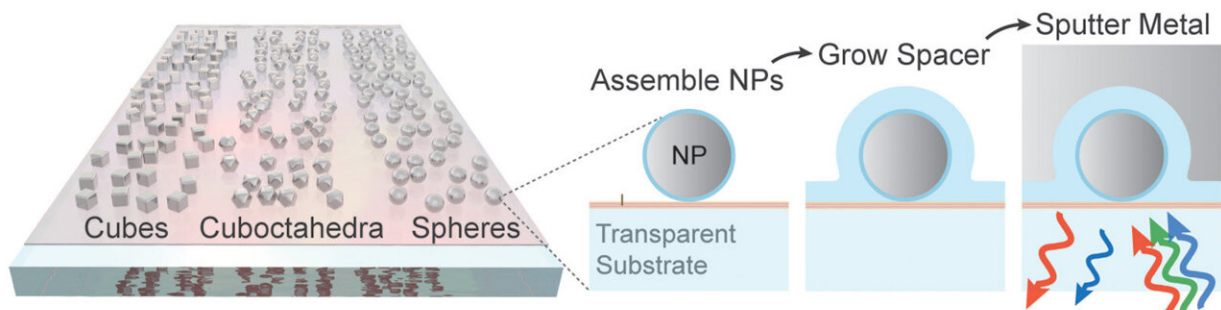 Sputter Metal
Grow Spacer
Assemble NPs
NP
Cubes Cuboctahedra Spheres
Transparent
Substrate